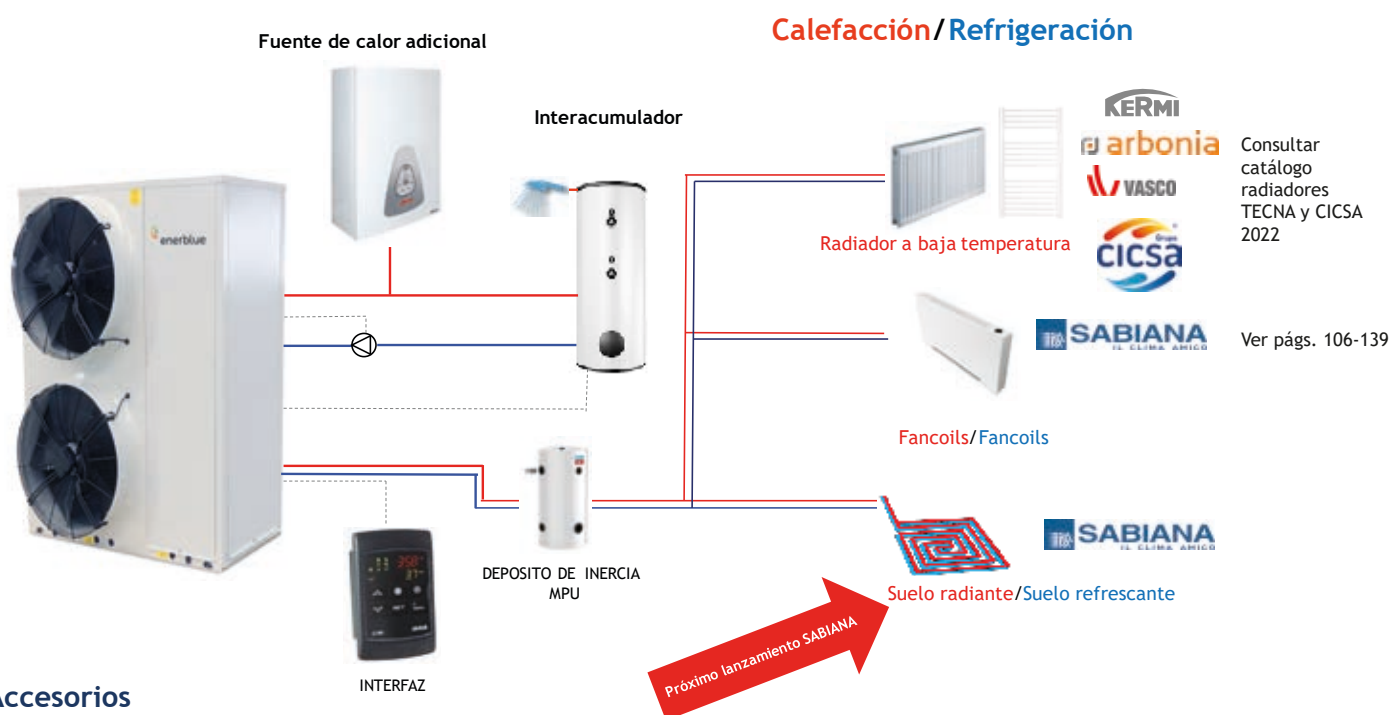 Calefacción/Refrigeración
Fuente de calor adicional
Interacumulador
enerblue
KERMI
arbonia
VASCO
Grupo
CICSA
Consultar
catálogo
radiadores
TECNA y CICSA
2022
Radiador a baja temperatura
SABIANA
IL CLIMA AMICO
Ver págs. 106-139
Fancoils/Fancoils
DEPOSITO DE INERCIA
MPU
SABIANA
IL CLIMA AMICO
Suelo radiante/Suelo refrescante
Próximo lanzamiento SABIANA
INTERFAZ
Accesorios